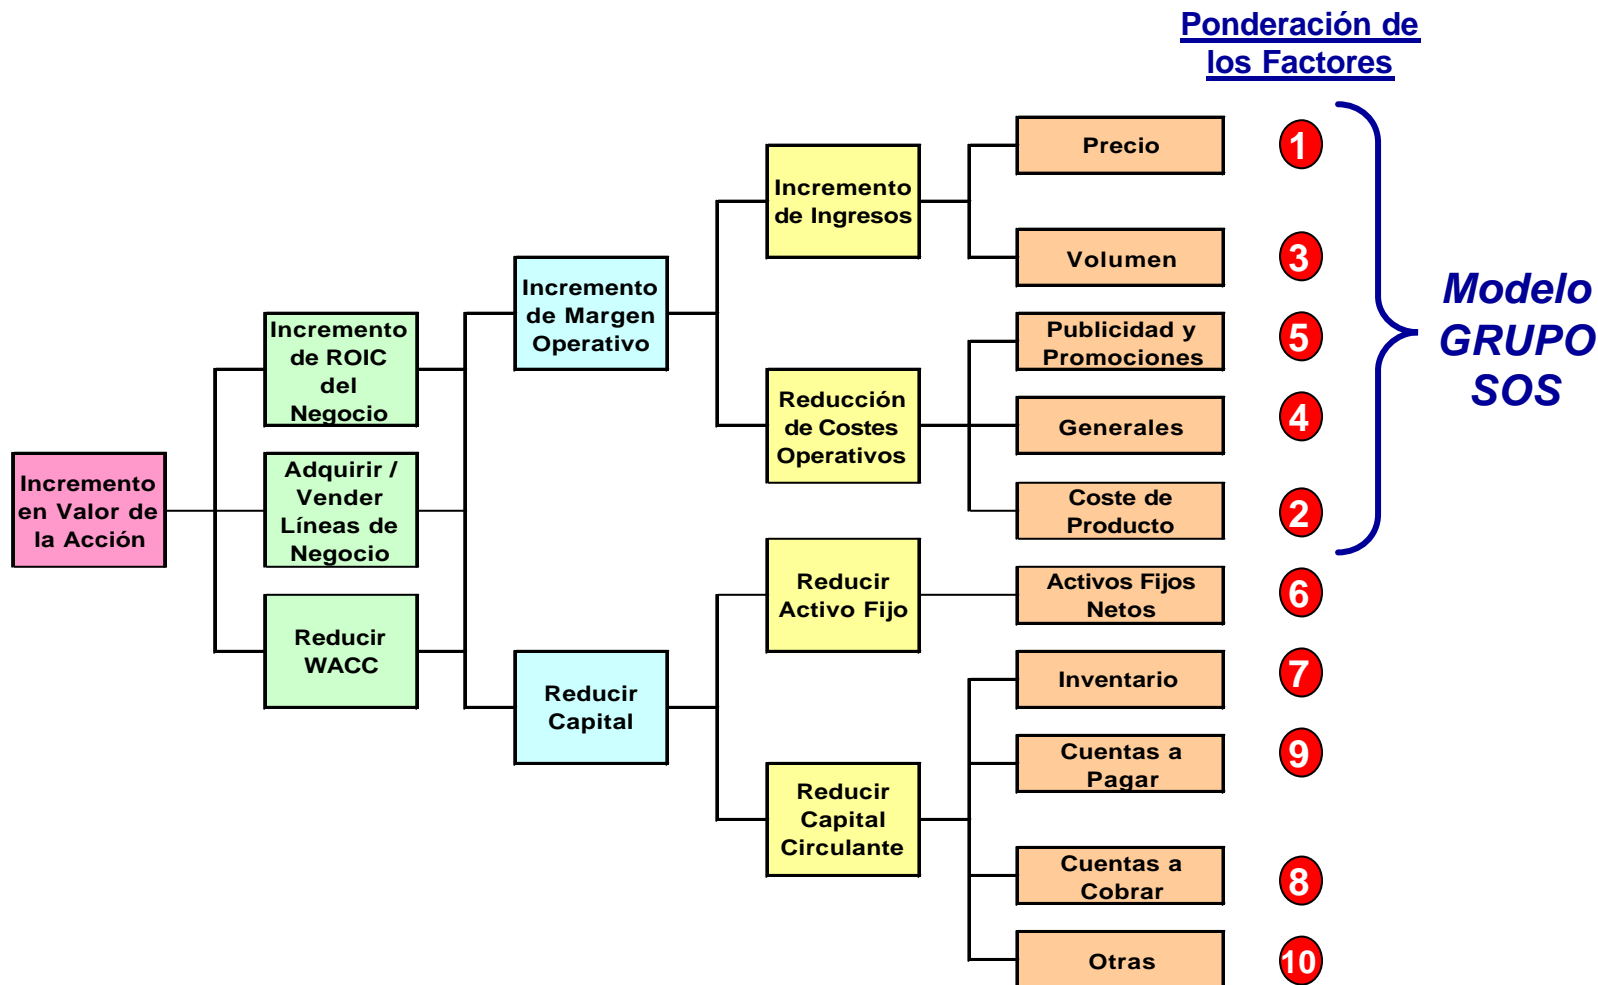 Ponderación de
los Factores
Precio
1
Incremento
de Ingresos
Volumen
3
Modelo
GRUPO
SOS
Incremento
de Margen
Operativo
Publicidad y
Promociones
5
Incremento
de ROIC
del
Negocio
Reducción
de Costes
Operativos
Generales
4
Incremento
en Valor de
la Acción
Adquirir /
Vender
Líneas de
Negocio
Coste de
Producto
2
Reducir
Activo Fijo
Activos Fijos
Netos
6
Reducir
WACC
Reducir
Capital
Inventario
7
Cuentas a
Pagar
9
Reducir
Capital
Circulante
Cuentas a
Cobrar
8
Otras
10